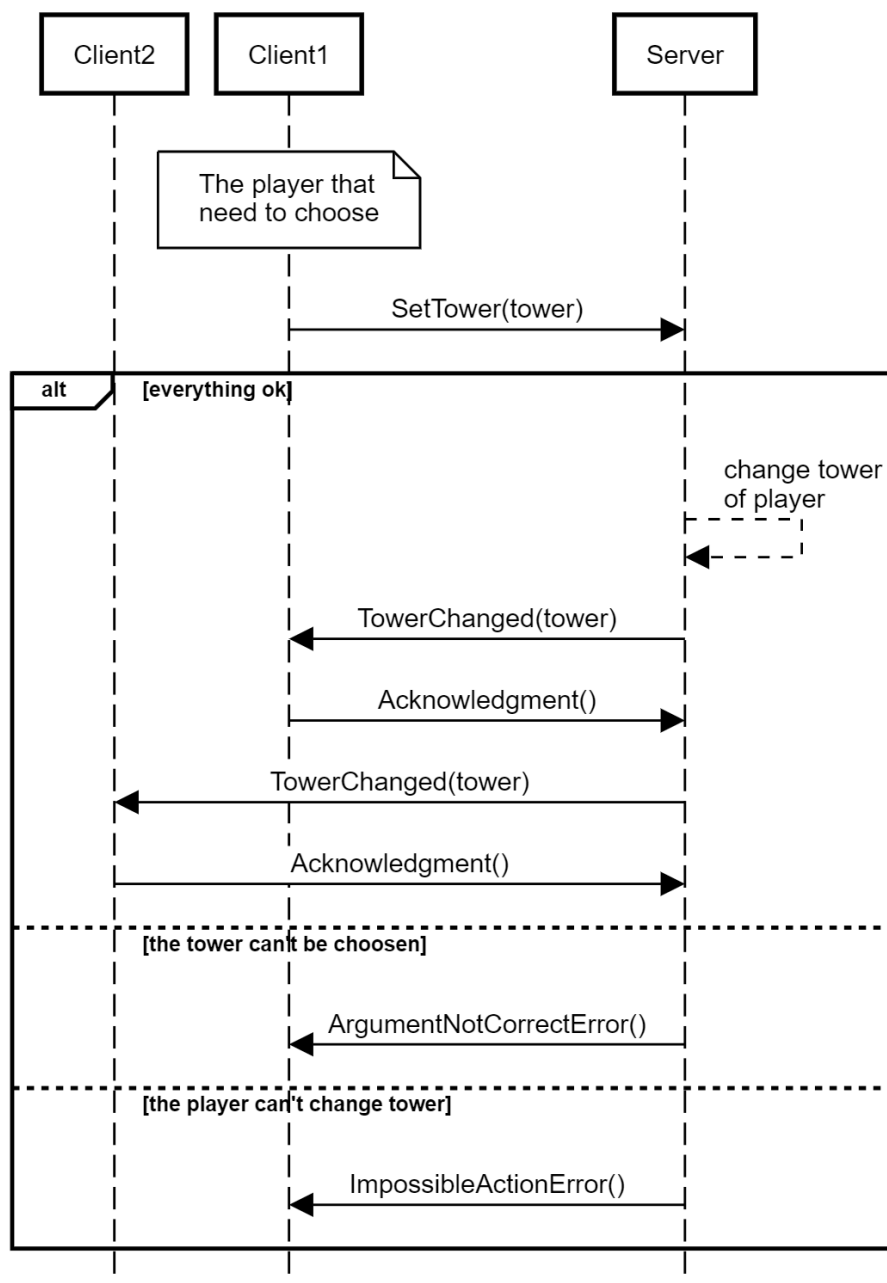 Client2
Client1
Server
The player that
need to choose
SetTower(tower)
alt
[everything ok]
change tower
of player
TowerChanged(tower)
Acknowledgment()
TowerChanged(tower)
Acknowledgment()
[the tower can't be choosen]
ArgumentNotCorrectError()
[the player can't change tower]
ImpossibleActionError()